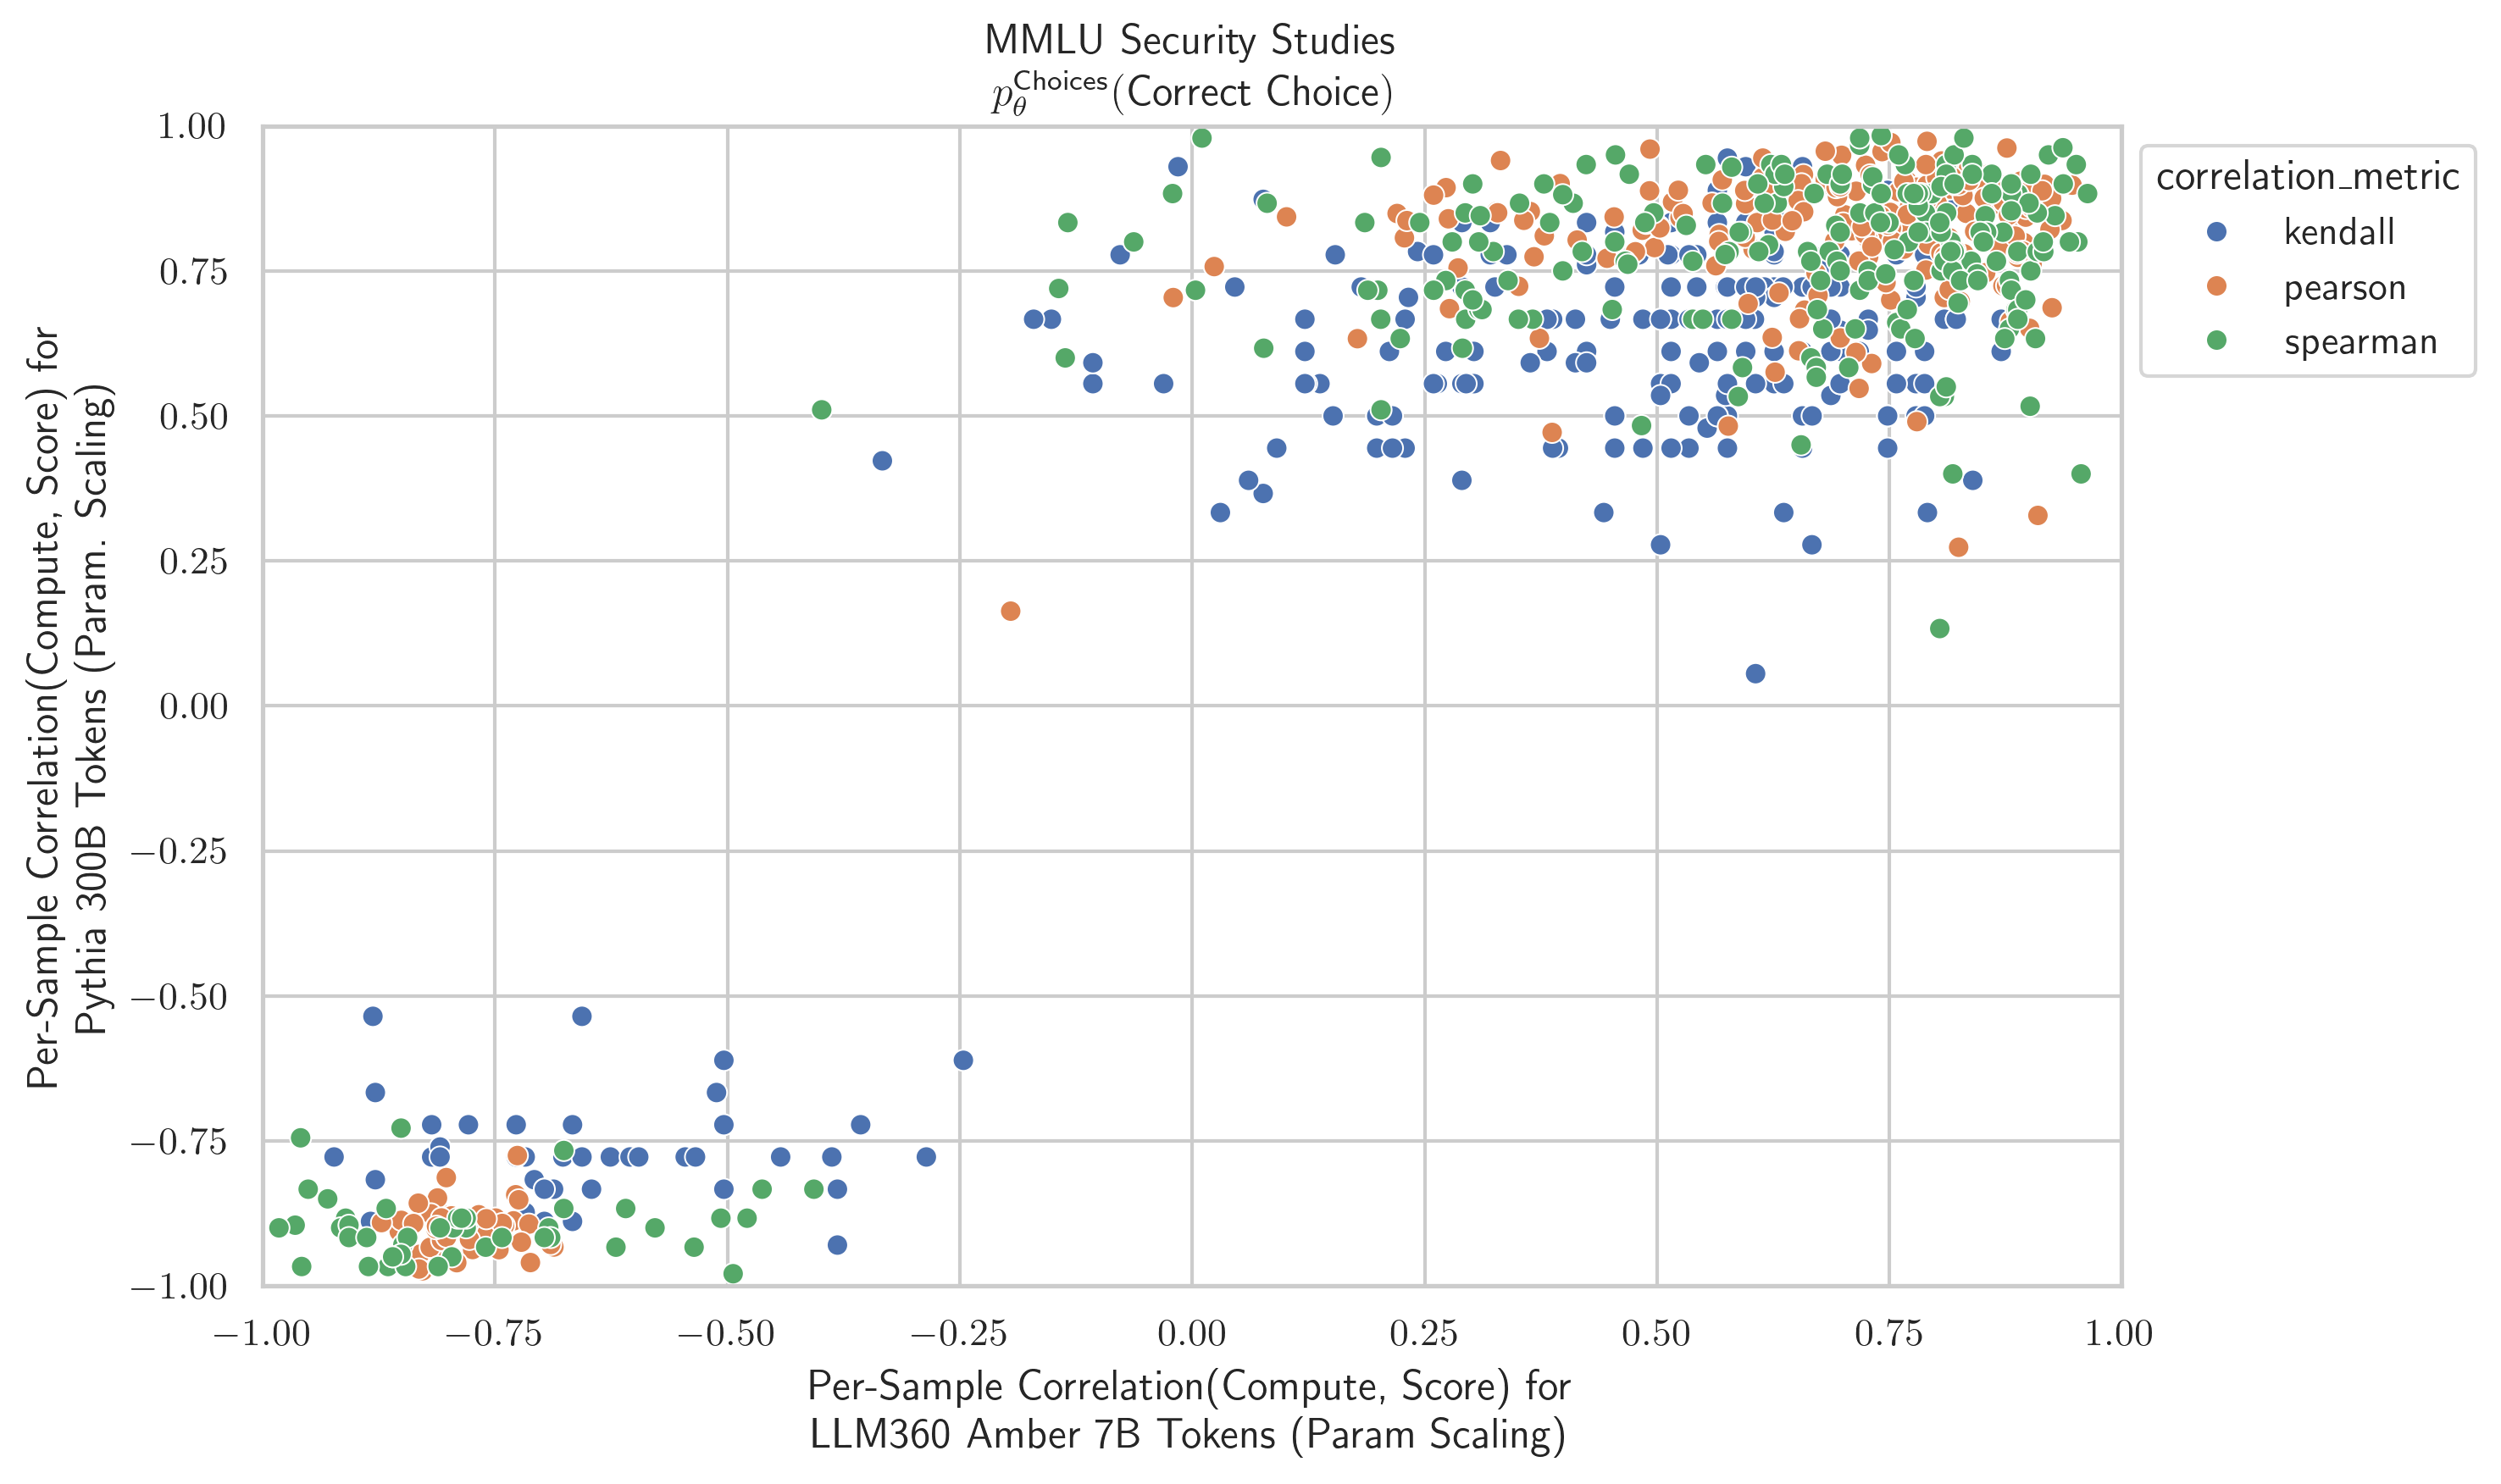 MMLU Security Studies
p_θ^Choices(Correct Choice)
1.00
0.75
0.50
0.25
0.00
−0.25
−0.50
−0.75
−1.00
Per-Sample Correlation(Compute, Score) for
Pythia 300B Tokens (Param. Scaling)
−1.00
−0.75
−0.50
−0.25
0.00
0.25
0.50
0.75
1.00
Per-Sample Correlation(Compute, Score) for
LLM360 Amber 7B Tokens (Param Scaling)
correlation_metric
kendall
pearson
spearman